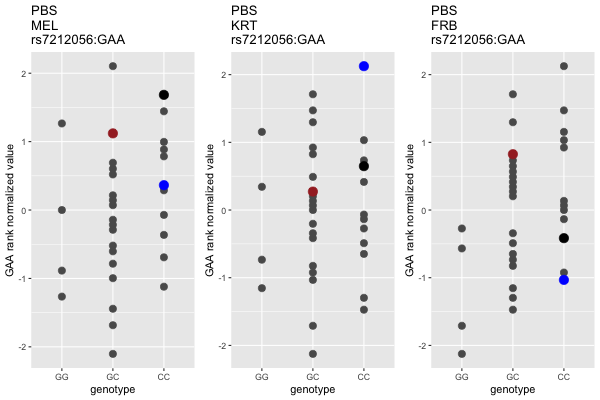 PBS
MEL
rs7212056:GAA
GAA rank normalized value
2
1
0
-1
-2
GG
GC
CC
genotype
PBS
KRT
rs7212056:GAA
GAA rank normalized value
2
1
0
-1
-2
GG
GC
CC
genotype
PBS
FRB
rs7212056:GAA
GAA rank normalized value
2
1
0
-1
-2
GG
GC
CC
genotype